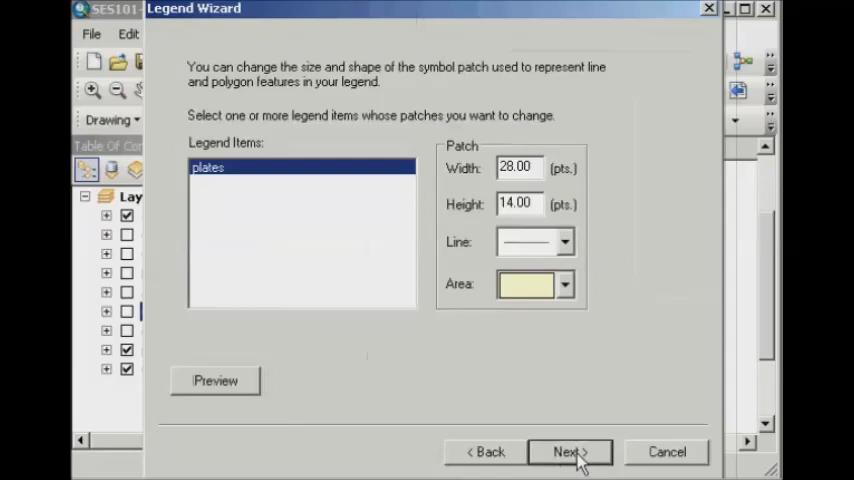 SES101-
Legend Wizard
File
Edit
Drawing
Table Of Con
Lay
You can change the size and shape of the symbol patch used to represent line
and polygon features in your legend.
Select one or more legend items whose patches you want to change.
Legend Items:
plates
Patch
Width: 28.00 (pts.)
Height: 14.00 (pts.)
Line:
Area:
Preview
< Back
Next >
Cancel